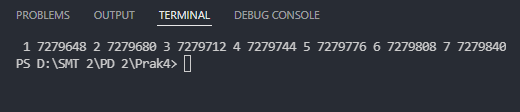 PROBLEMS OUTPUT TERMINAL DEBUG CONSOLE
1 7279648 2 7279680 3 7279712 4 7279744 5 7279776 6 7279808 7 7279840
PS D:\SMT 2\PD 2\Prak4>